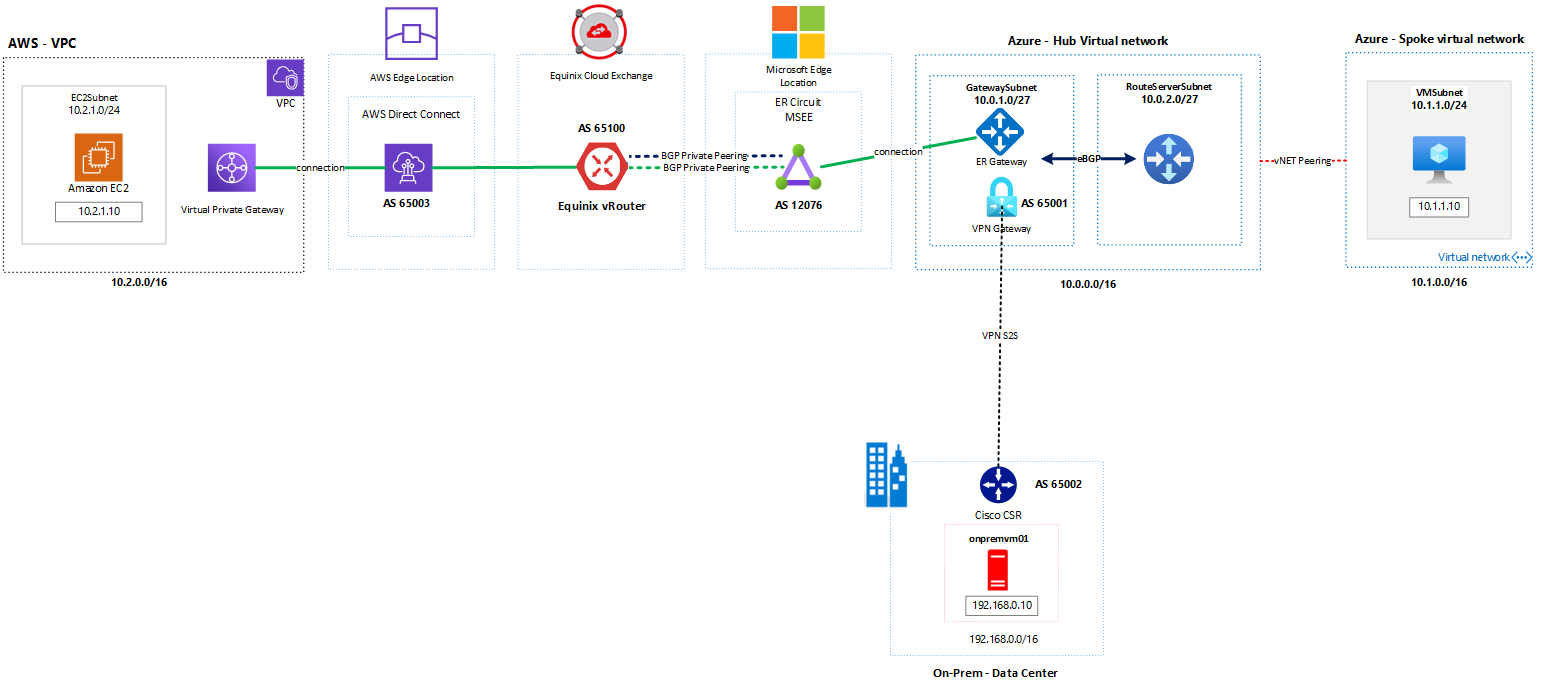 AWS - VPC
VPC
EC2Subnet
10.2.1.0/24
Amazon EC2
10.2.1.10
Virtual Private Gateway
10.2.0.0/16
connection
AWS Edge Location
AWS Direct Connect
AS 65003
Equinix Cloud Exchange
AS 65100
Equinix vRouter
BGP Private Peering
BGP Private Peering
Microsoft Edge
Location
ER Circuit
MSEE
AS 12076
connection
Azure - Hub Virtual network
GatewaySubnet
10.0.1.0/27
ER Gateway
AS 65001
VPN Gateway
eBGP
RouteServerSubnet
10.0.2.0/27
10.0.0.0/16
vNET Peering
Azure - Spoke virtual network
VMSubnet
10.1.1.0/24
10.1.1.10
Virtual network
10.1.0.0/16
VPN S2S
AS 65002
Cisco CSR
onpremvm01
192.168.0.10
192.168.0.0/16
On-Prem - Data Center